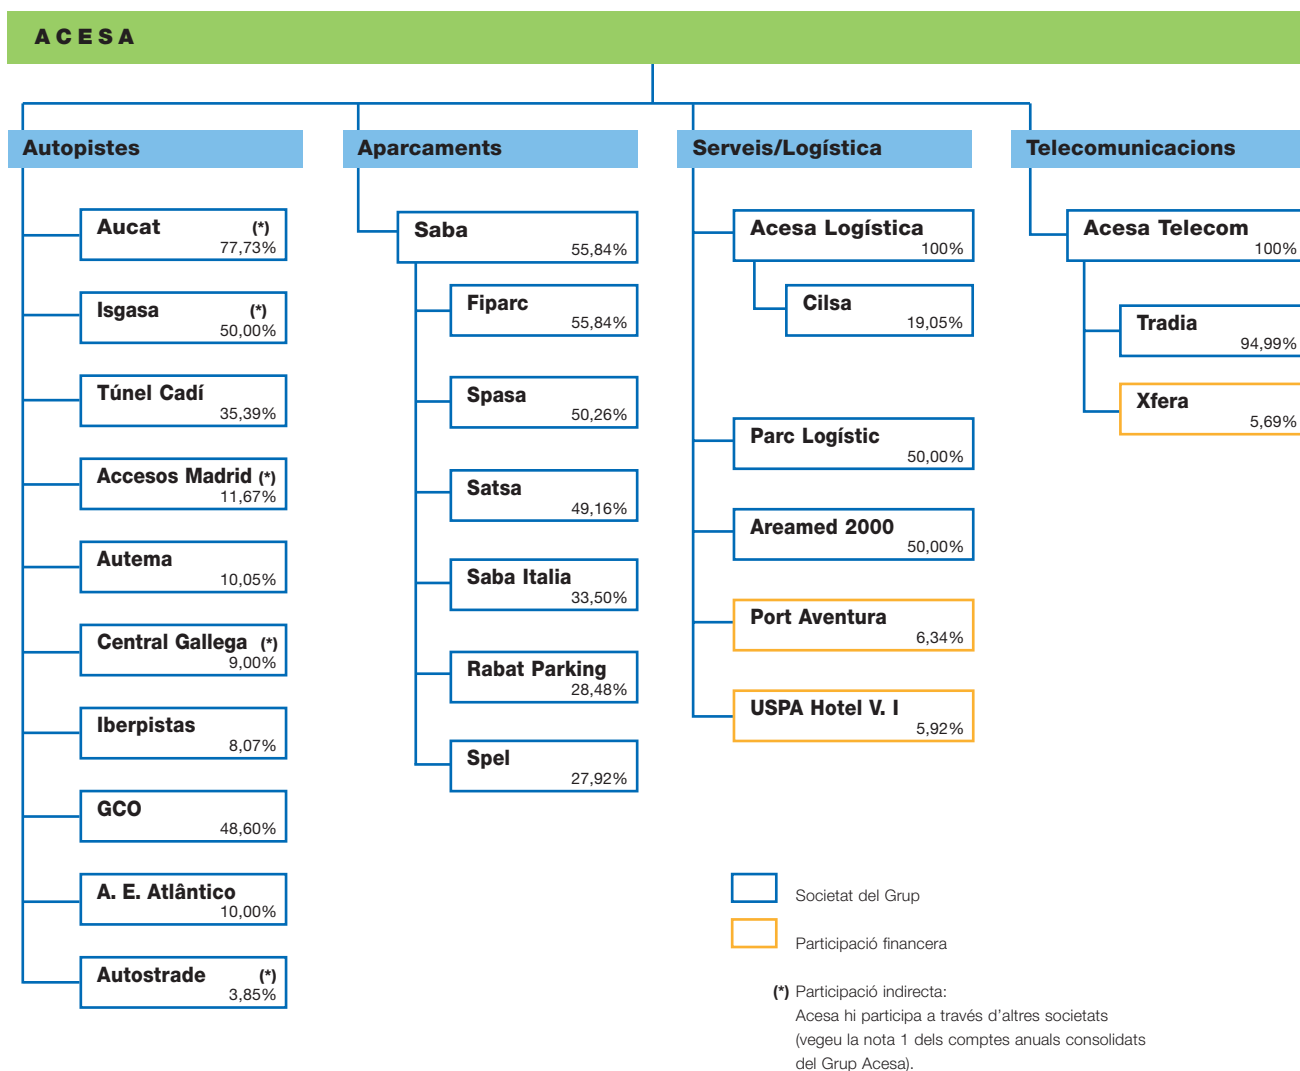 ACESA
Autopistes
Aucat (*)
77,73%
Isgasa (*)
50,00%
Túnel Cadí
35,39%
Accesos Madrid (*)
11,67%
Autema
10,05%
Central Gallega (*)
9,00%
Iberpistas
8,07%
GCO
48,60%
A. E. Atlântico
10,00%
Autostrade (*)
3,85%
Aparcaments
Saba
55,84%
Fiparc
55,84%
Spasa
50,26%
Satsa
49,16%
Saba Italia
33,50%
Rabat Parking
28,48%
Spel
27,92%
Serveis/Logística
Acesa Logística
100%
Cilsa
19,05%
Parc Logístic
50,00%
Areamed 2000
50,00%
Port Aventura
6,34%
USPA Hotel V. I
5,92%
Telecomunicacions
Acesa Telecom
100%
Tradia
94,99%
Xfera
5,69%
Societat del Grup
Participació financera
(*) Participació indirecta:
Acesa hi participa a través d'altres societats
(vegeu la nota 1 dels comptes anuals consolidats
del Grup Acesa).